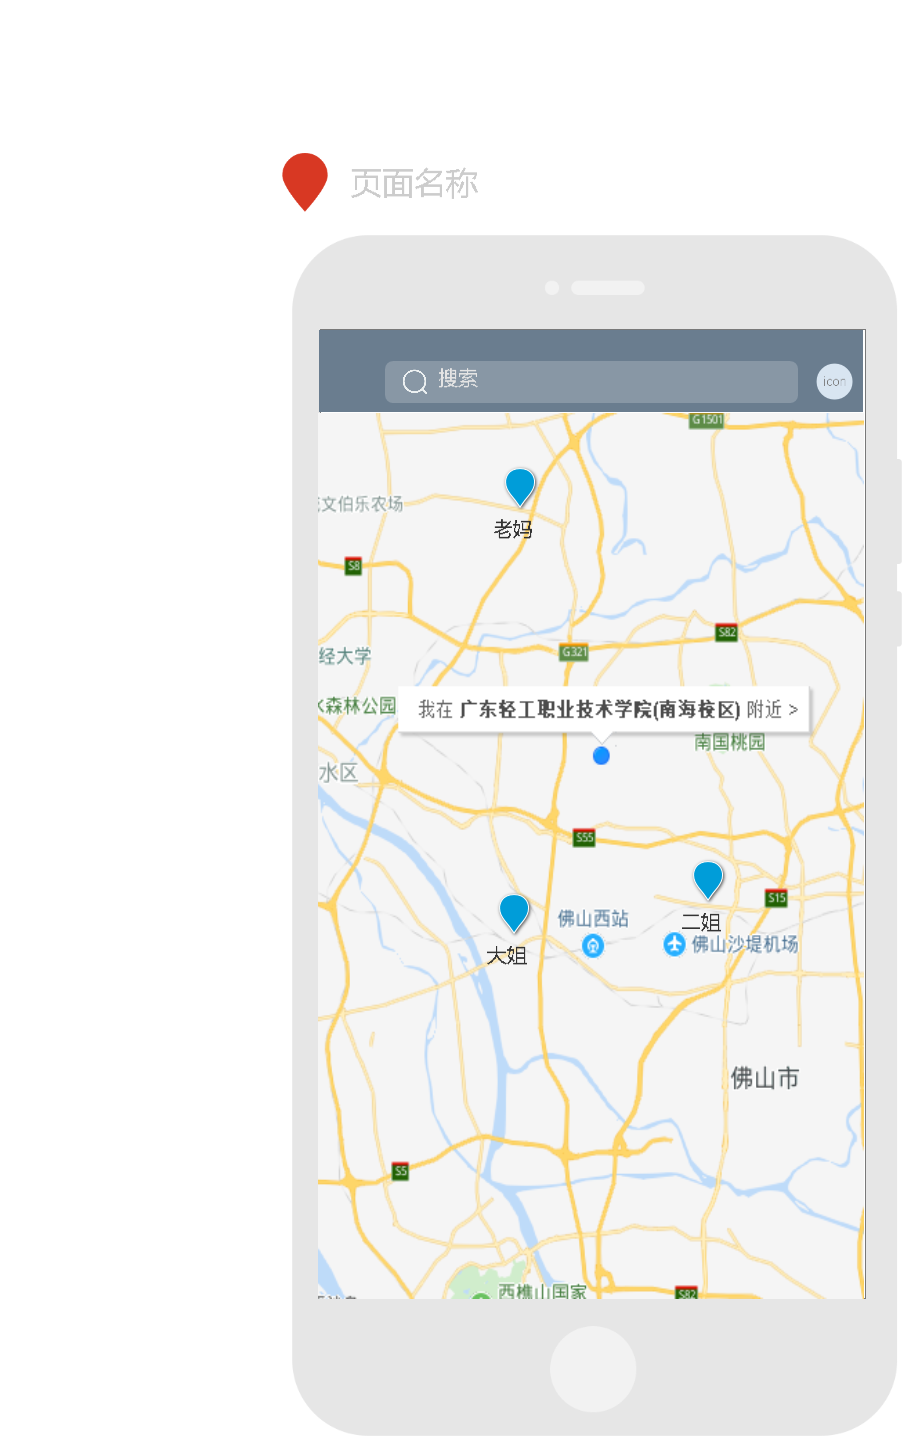 页面名称
搜索
icon
G1501
文伯乐农场
老妈
S8
S82
G321
经大学
水森林公园
我在 广东轻工职业技术学院(南海校区) 附近 >
南国桃园
水区
S55
S15
佛山西站
二姐
大姐
佛山沙堤机场
佛山市
S5
西樵山国家
S82